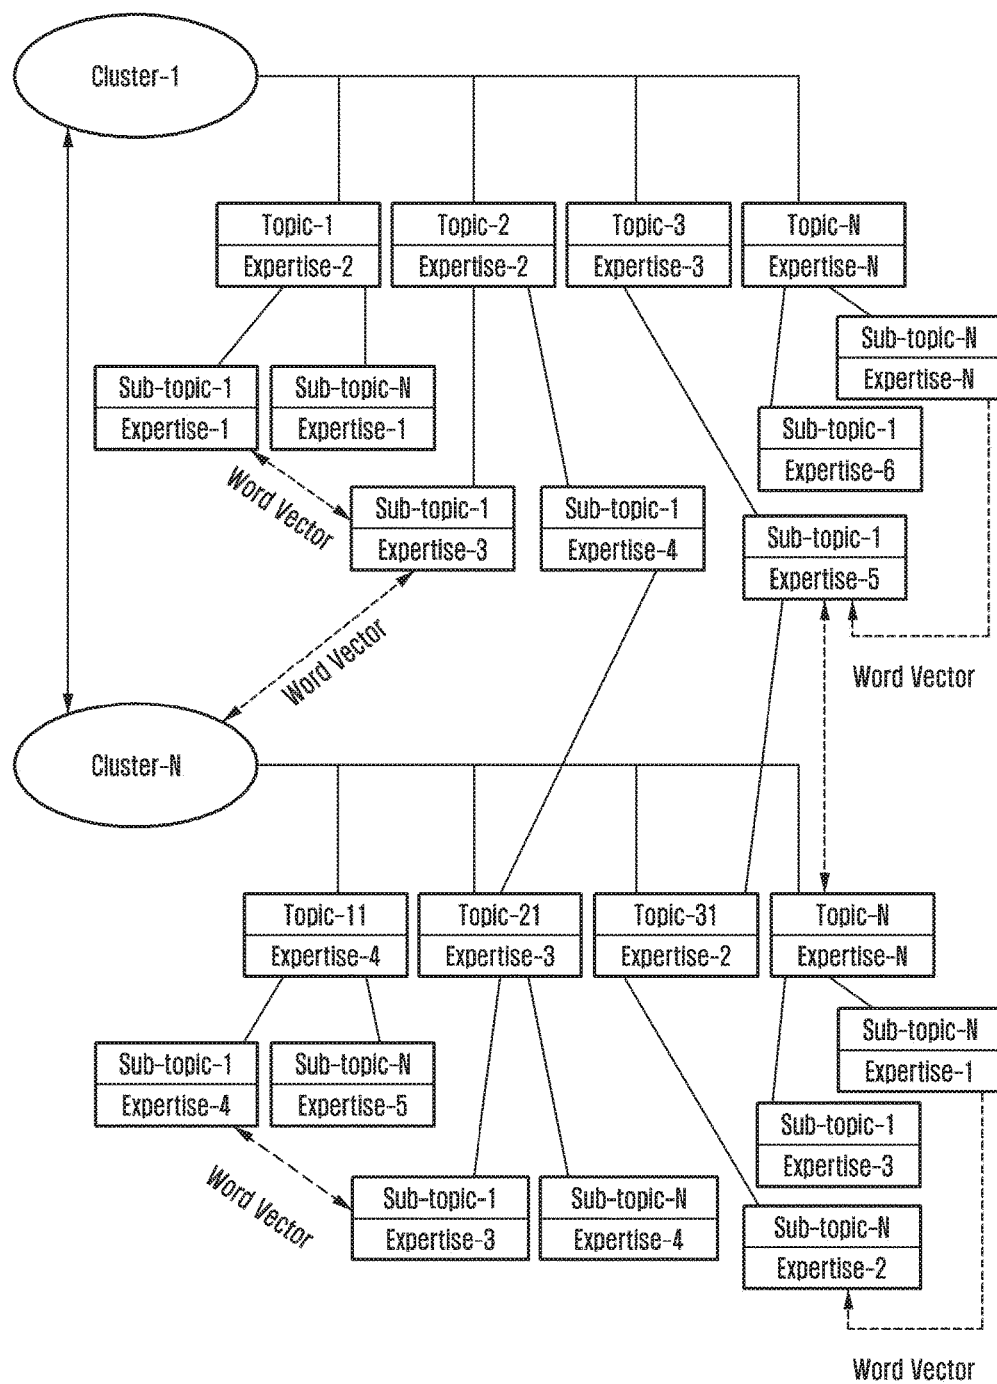 Cluster-1
Topic-1
Expertise-2
Topic-2
Expertise-2
Topic-3
Expertise-3
Topic-N
Expertise-N
Sub-topic-N
Expertise-N
Sub-topic-1
Expertise-1
Sub-topic-N
Expertise-1
Sub-topic-1
Expertise-6
Word Vector
Sub-topic-1
Expertise-3
Sub-topic-1
Expertise-4
Sub-topic-1
Expertise-5
Word Vector
Word Vector
Cluster-N
Topic-11
Expertise-4
Topic-21
Expertise-3
Topic-31
Expertise-2
Topic-N
Expertise-N
Sub-topic-N
Expertise-1
Sub-topic-1
Expertise-4
Sub-topic-N
Expertise-5
Sub-topic-1
Expertise-3
Word Vector
Sub-topic-1
Expertise-3
Sub-topic-N
Expertise-4
Sub-topic-N
Expertise-2
Word Vector